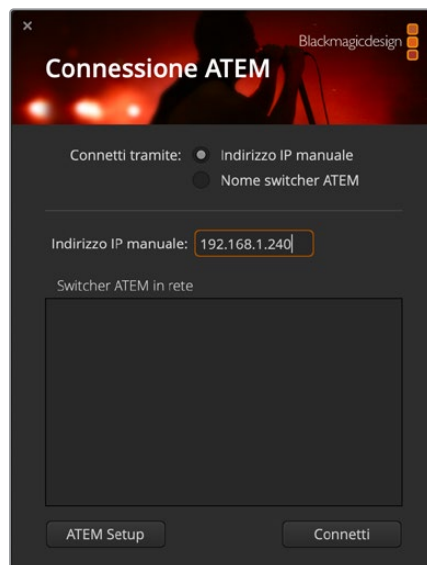 Blackmagicdesign
Connessione ATEM
Connetti tramite: Indirizzo IP manuale
Nome switcher ATEM
Indirizzo IP manuale: 192.168.1.240
Switcher ATEM in rete
ATEM Setup Connetti